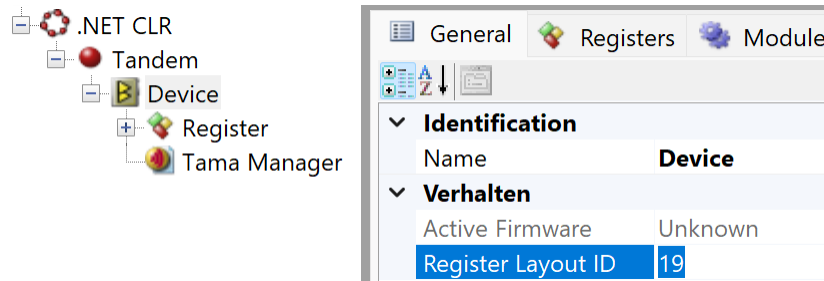 .NET CLR
Tandem
Device
Register
Tama Manager
General
Registers
Module
A
Z
Identification
Name Device
Verhalten
Active Firmware Unknown
Register Layout ID 19